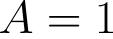 A = 1